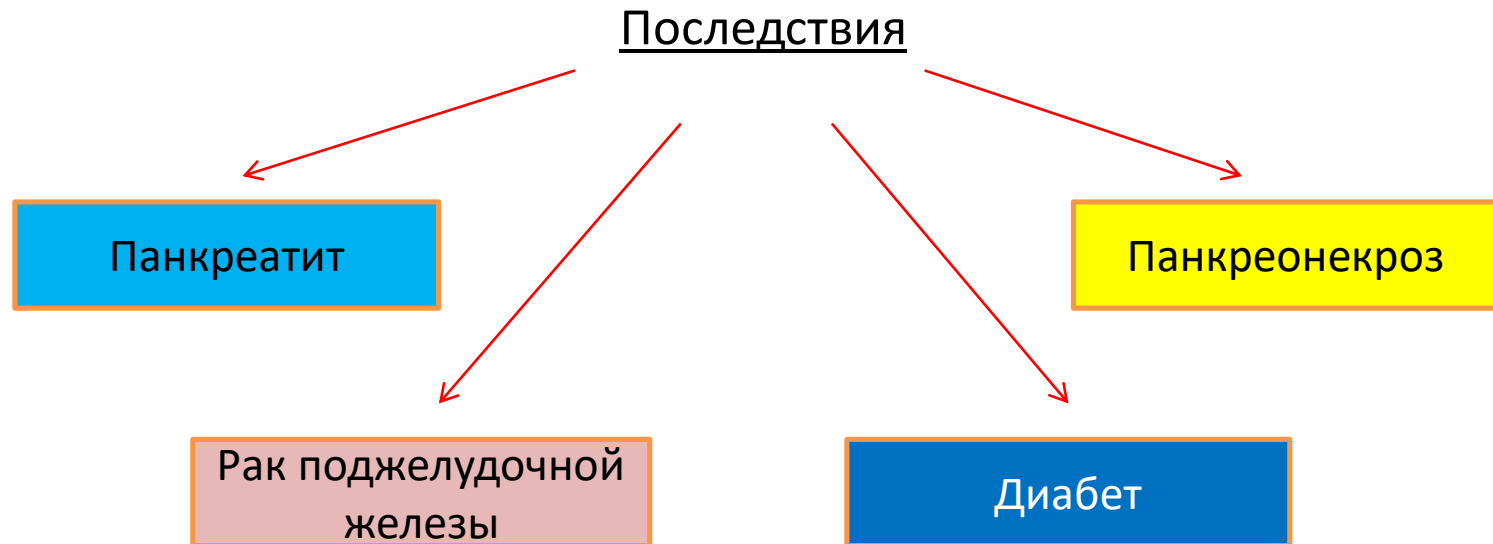 Последствия
Панкреатит
Панкреонекроз
Рак поджелудочной
железы
Диабет